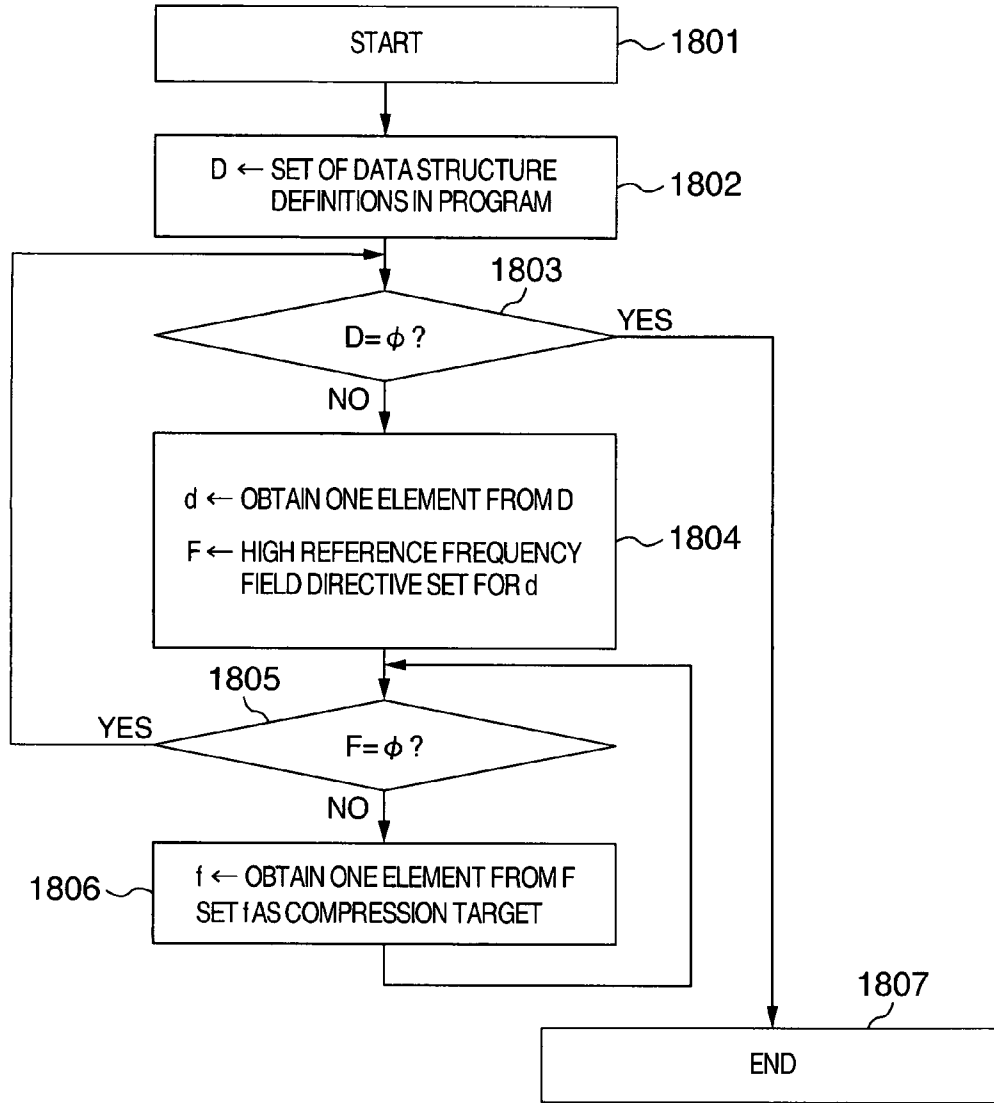 START
1801
D ← SET OF DATA STRUCTURE
DEFINITIONS IN PROGRAM
1802
1803
D=φ?
YES
NO
d ← OBTAIN ONE ELEMENT FROM D
F ← HIGH REFERENCE FREQUENCY
FIELD DIRECTIVE SET FOR d
1804
1805
YES
F=φ?
NO
f ← OBTAIN ONE ELEMENT FROM F
SET f AS COMPRESSION TARGET
1806
1807
END